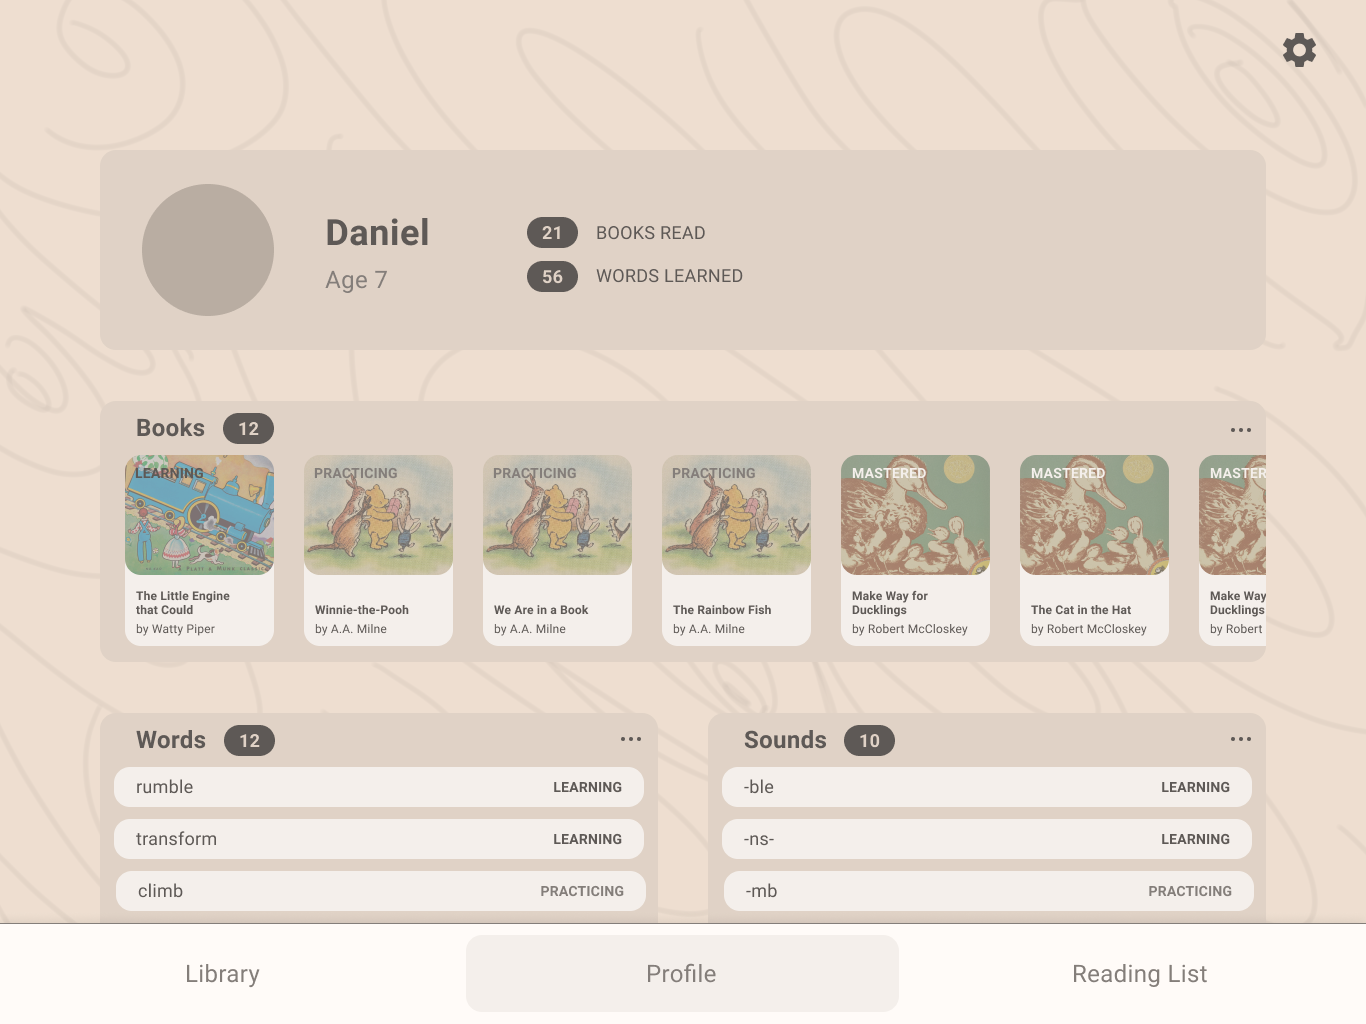 Daniel
Age 7
21 BOOKS READ
56 WORDS LEARNED
Books 12
LEARNING
The Little Engine
that Could
by Watty Piper
PRACTICING
Winnie-the-Pooh
by A.A. Milne
PRACTICING
We Are in a Book
by A.A. Milne
PRACTICING
The Rainbow Fish
by A.A. Milne
MASTERED
Make Way for
Ducklings
by Robert McCloskey
MASTERED
The Cat in the Hat
by Robert McCloskey
MASTER
Make Way
Ducklings
by Robert
Words 12
rumble LEARNING
transform LEARNING
climb PRACTICING
Sounds 10
-ble LEARNING
-ns- LEARNING
-mb PRACTICING
Library
Profile
Reading List